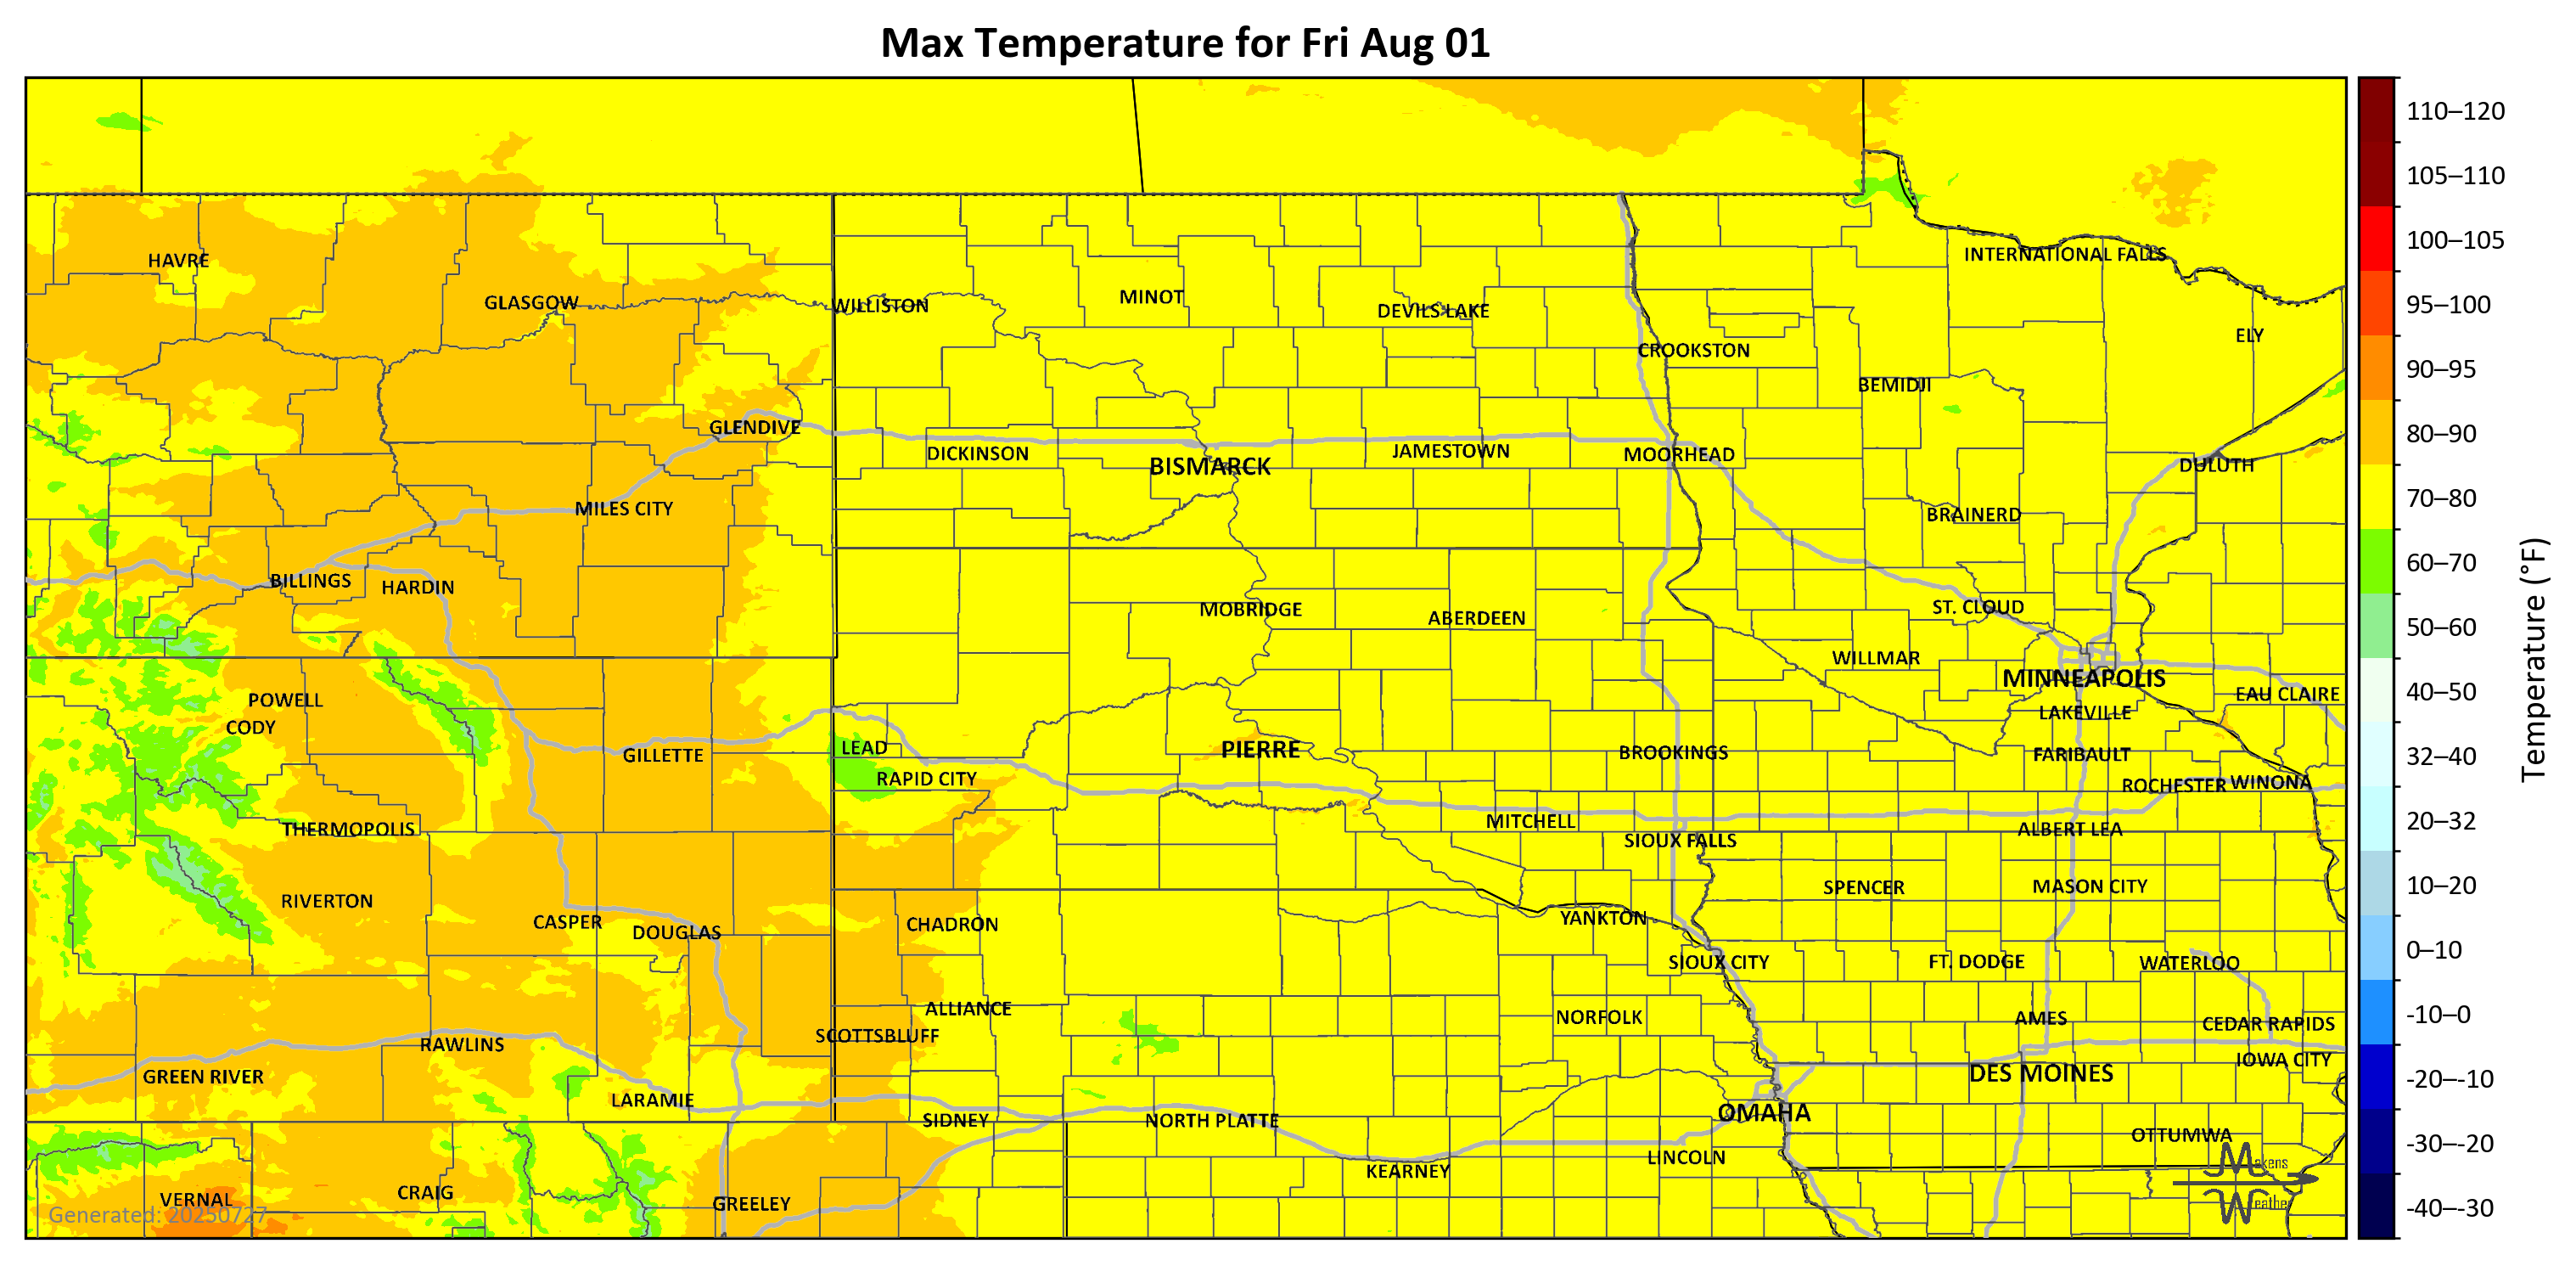 Max Temperature for Fri Aug 01
110–120
105–110
100–105
95–100
90–95
80–90
70–80
60–70
50–60
40–50
32–40
20–32
10–20
0–10
-10–0
-20–-10
-30–-20
-40–-30
Temperature (°F)
HAVRE
INTERNATIONAL FALLS
GLASGOW
WILLISTON
MINOT
DEVILS LAKE
ELY
CROOKSTON
BEMIDJI
GLENDIVE
DICKINSON
BISMARCK
JAMESTOWN
MOORHEAD
DULUTH
MILES CITY
BRAINERD
BILLINGS
HARDIN
MOBRIDGE
ABERDEEN
ST. CLOUD
WILLMAR
MINNEAPOLIS
POWELL
EAU CLAIRE
CODY
LAKEVILLE
GILLETTE
LEAD
PIERRE
BROOKINGS
FARIBAULT
RAPID CITY
ROCHESTER
WINONA
THERMOPOLIS
MITCHELL
SIOUX FALLS
ALBERT LEA
RIVERTON
SPENCER
MASON CITY
CASPER
DOUGLAS
CHADRON
YANKTON
SIOUX CITY
FT. DODGE
WATERLOO
ALLIANCE
NORFOLK
AMES
CEDAR RAPIDS
SCOTTSBLUFF
RAWLINS
IOWA CITY
GREEN RIVER
DES MOINES
LARAMIE
SIDNEY
NORTH PLATTE
OMAHA
OTTUMWA
LINCOLN
KEARNEY
VERNAL
CRAIG
GREELEY
Generated: 20250727
Makens
Weather